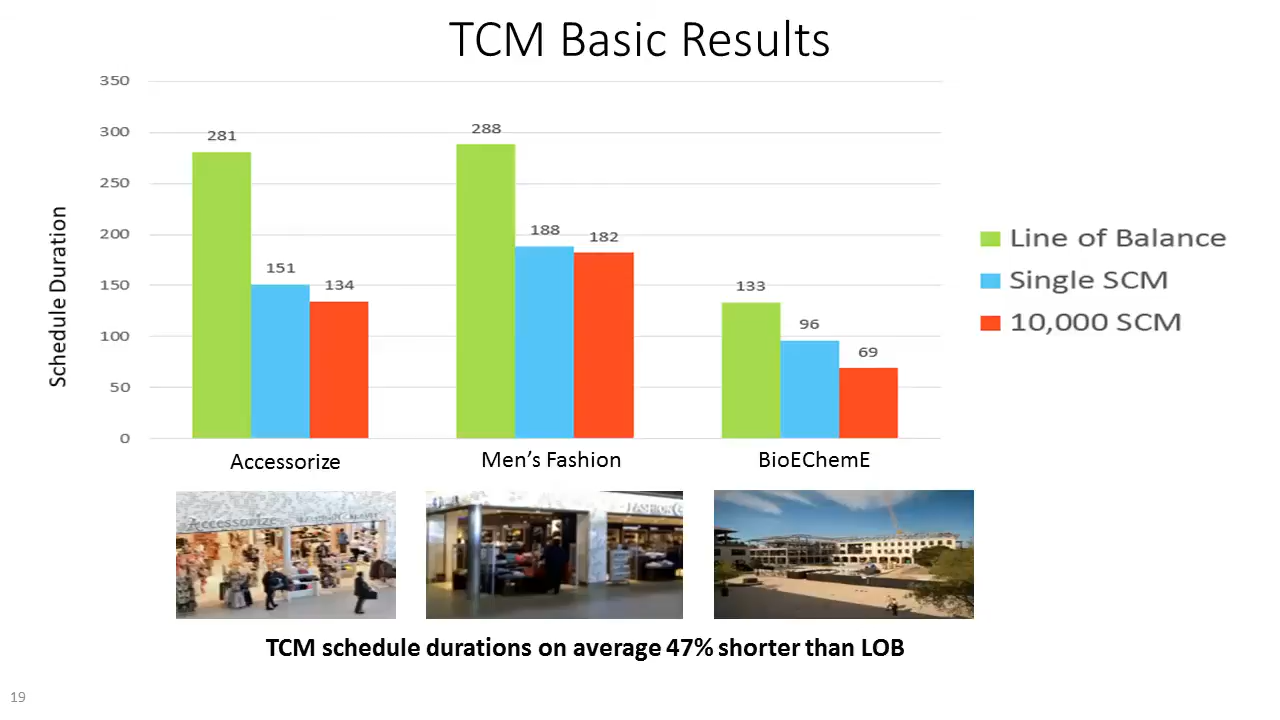 TCM Basic Results
350
300
250
200
150
100
50
0
Schedule Duration
281
151
134
288
188
182
133
96
69
Line of Balance
Single SCM
10,000 SCM
Accessorize
Men's Fashion
BioEChemE
Accessorize
TCM schedule durations on average 47% shorter than LOB
19